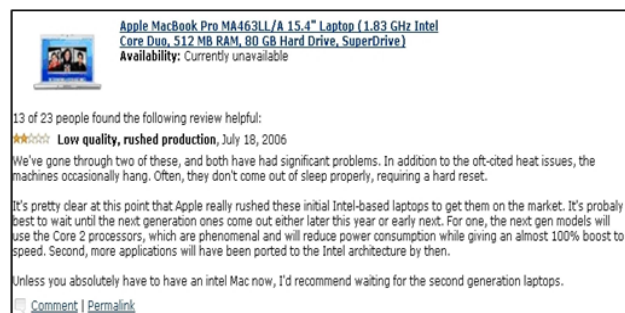 Apple MacBook Pro MA463LL/A 15.4" Laptop (1.83 GHz Intel
Core Duo, 512 MB RAM, 80 GB Hard Drive, SuperDrive)
Availability: Currently unavailable
13 of 23 people found the following review helpful:
Low quality, rushed production, July 18, 2006
We've gone through two of these, and both have had significant problems. In addition to the oft-cited heat issues, the
machines occasionally hang. Often, they don't come out of sleep properly, requiring a hard reset.
It's pretty clear at this point that Apple really rushed these initial Intel-based laptops to get them on the market. It's probaly
best to wait until the next generation ones come out either later this year or early next. For one, the next gen models will
use the Core 2 processors, which are phenomenal and will reduce power consumption while giving an almost 100% boost to
speed. Second, more applications will have been ported to the Intel architecture by then.
Unless you absolutely have to have an intel Mac now, I'd recommend waiting for the second generation laptops.
Comment | Permalink